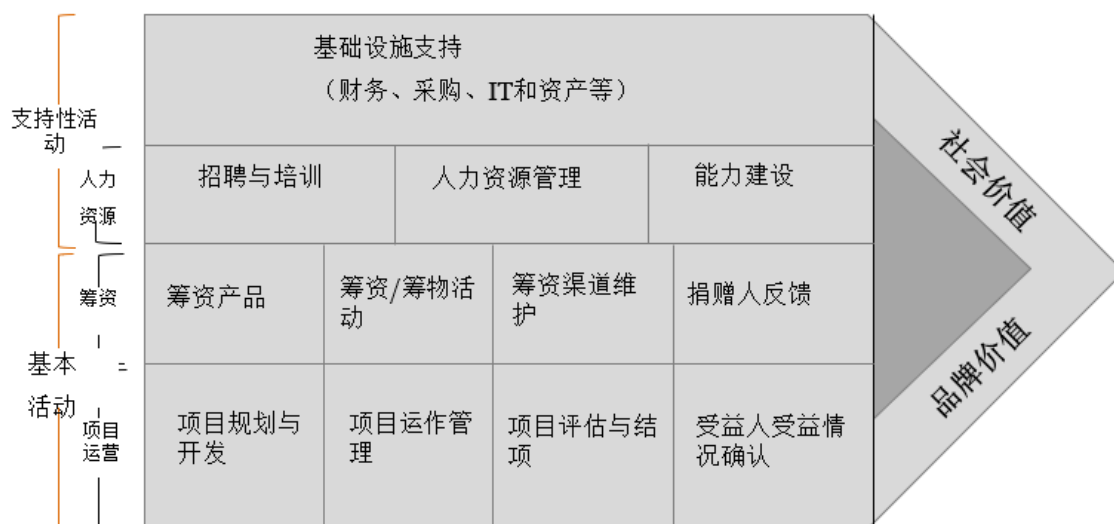 基础设施支持
（财务、采购、IT和资产等）
支持性活
动
人力
资源
招聘与培训
人力资源管理
能力建设
社会价值
筹资
筹资产品
筹资/筹物活
动
筹资渠道维
护
捐赠人反馈
基本
活动
项目
运营
项目规划与
开发
项目运作管
理
项目评估与结
项
受益人受益情
况确认
品牌价值